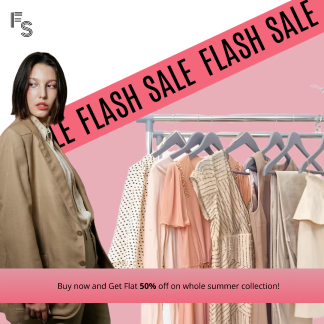 FS
LE FLASH SALE FLASH SALE
Buy now and Get Flat 50% off on whole summer collection!